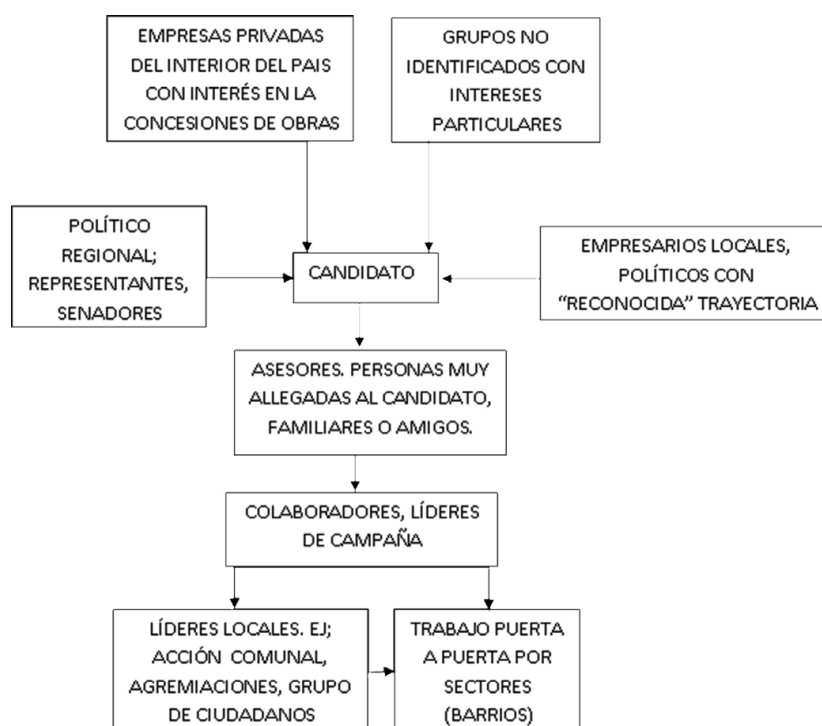 EMPRESAS PRIVADAS
DEL INTERIOR DEL PAIS
CON INTERÉS EN LA
CONCESIONES DE OBRAS
GRUPOS NO
IDENTIFICADOS CON
INTERESES
PARTICULARES
POLÍTICO
REGIONAL;
REPRESENTANTES,
SENADORES
CANDIDATO
EMPRESARIOS LOCALES,
POLÍTICOS CON
“RECONOCIDA” TRAYECTORIA
ASESORES. PERSONAS MUY
ALLEGADAS AL CANDIDATO,
FAMILIARES O AMIGOS.
COLABORADORES, LÍDERES
DE CAMPAÑA
LÍDERES LOCALES. EJ;
ACCIÓN COMUNAL,
AGREMIACIONES, GRUPO
DE CIUDADANOS
TRABAJO PUERTA
A PUERTA POR
SECTORES
(BARRIOS)